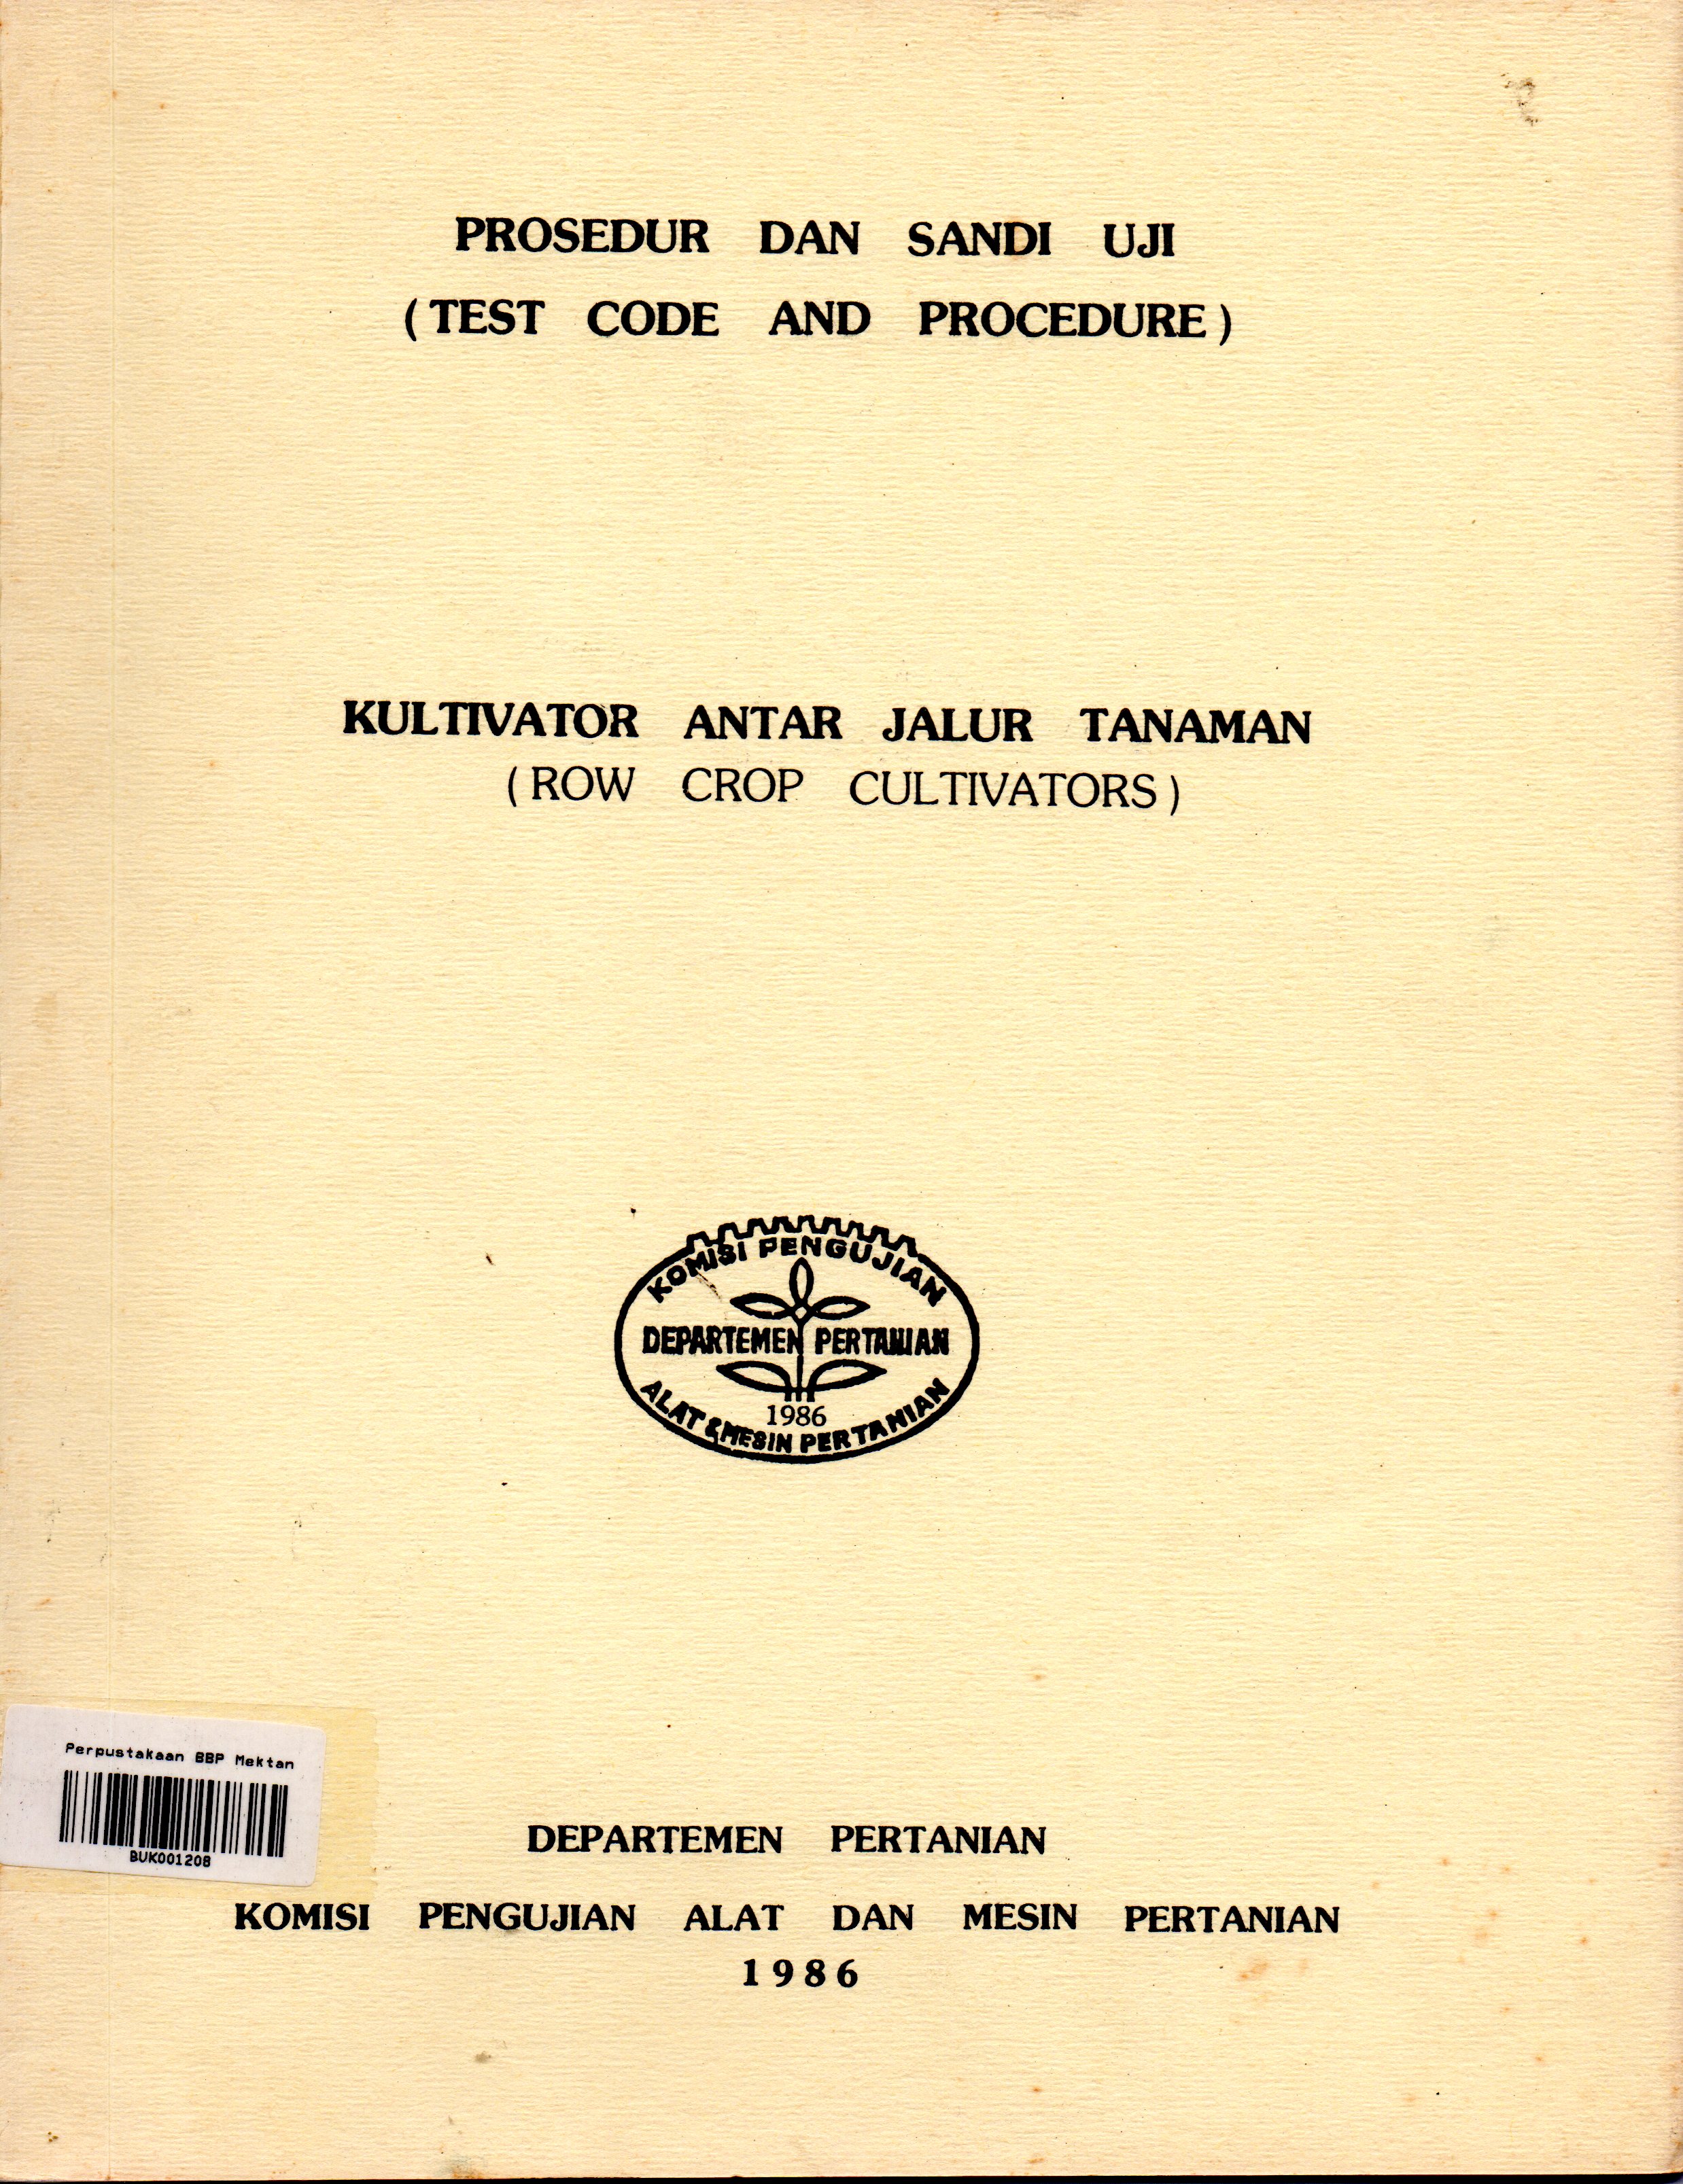 PROSEDUR DAN SANDI UJI
( TEST CODE AND PROCEDURE )
KULTIVATOR ANTAR JALUR TANAMAN
( ROW CROP CULTIVATORS )
KOMISI PENGUJIAN
DEPARTEMEN PERTANIAN
1986
ALAT & MESIN PERTANIAN
Perpustakaan BBP Mektan
BUK001208
DEPARTEMEN PERTANIAN
KOMISI PENGUJIAN ALAT DAN MESIN PERTANIAN
1986